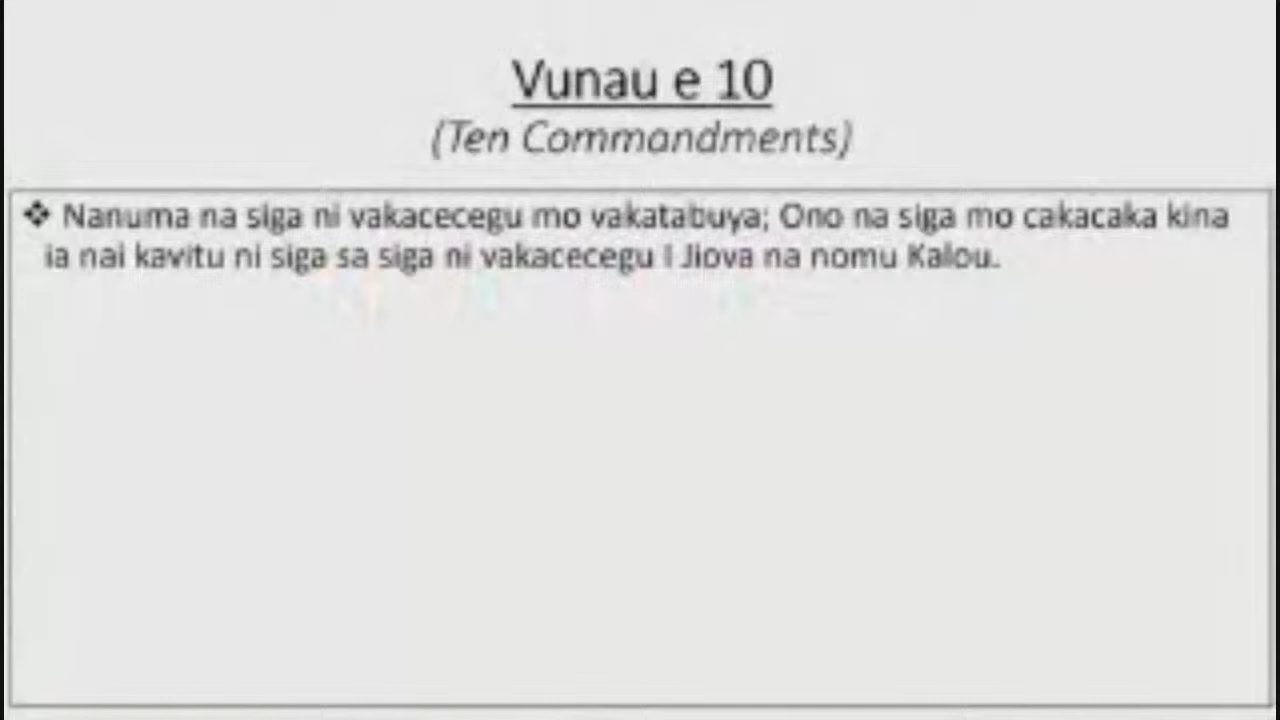 Vunau e 10
(Ten Commandments)
❖ Nanuma na siga ni vakacecegu mo vakatabuya; Ono na siga mo cakacaka kina
ia nai kavitu ni siga sa siga ni vakacecegu I Jiova na nomu Kalou.